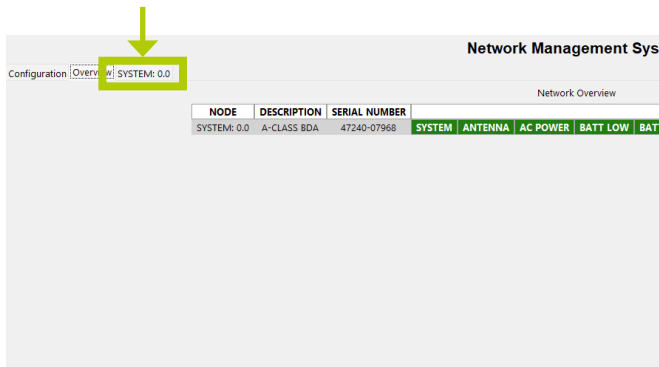 Network Management Sys
Configuration Overview SYSTEM: 0.0
Network Overview
NODE DESCRIPTION SERIAL NUMBER
SYSTEM: 0.0 A-CLASS BDA 47240-07968 SYSTEM ANTENNA AC POWER BATT LOW BATT